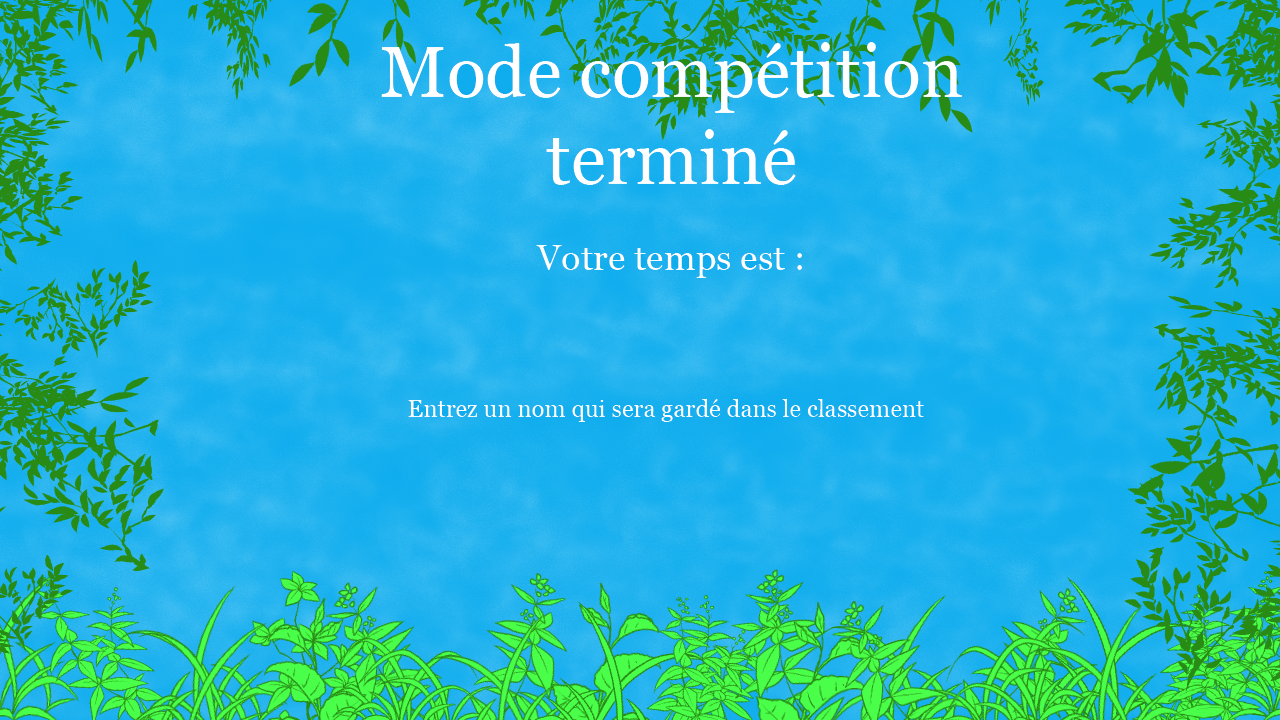 Mode compétition
terminé
Votre temps est :
Entrez un nom qui sera gardé dans le classement